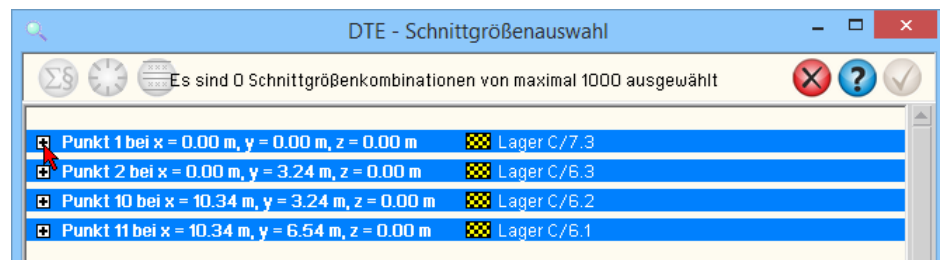 DTE - Schnittgrößenauswahl
Σ§ Es sind 0 Schnittgrößenkombinationen von maximal 1000 ausgewählt ?
Punkt 1 bei x = 0.00 m, y = 0.00 m, z = 0.00 m Lager C/7.3
Punkt 2 bei x = 0.00 m, y = 3.24 m, z = 0.00 m Lager C/6.3
Punkt 10 bei x = 10.34 m, y = 3.24 m, z = 0.00 m Lager C/6.2
Punkt 11 bei x = 10.34 m, y = 6.54 m, z = 0.00 m Lager C/6.1